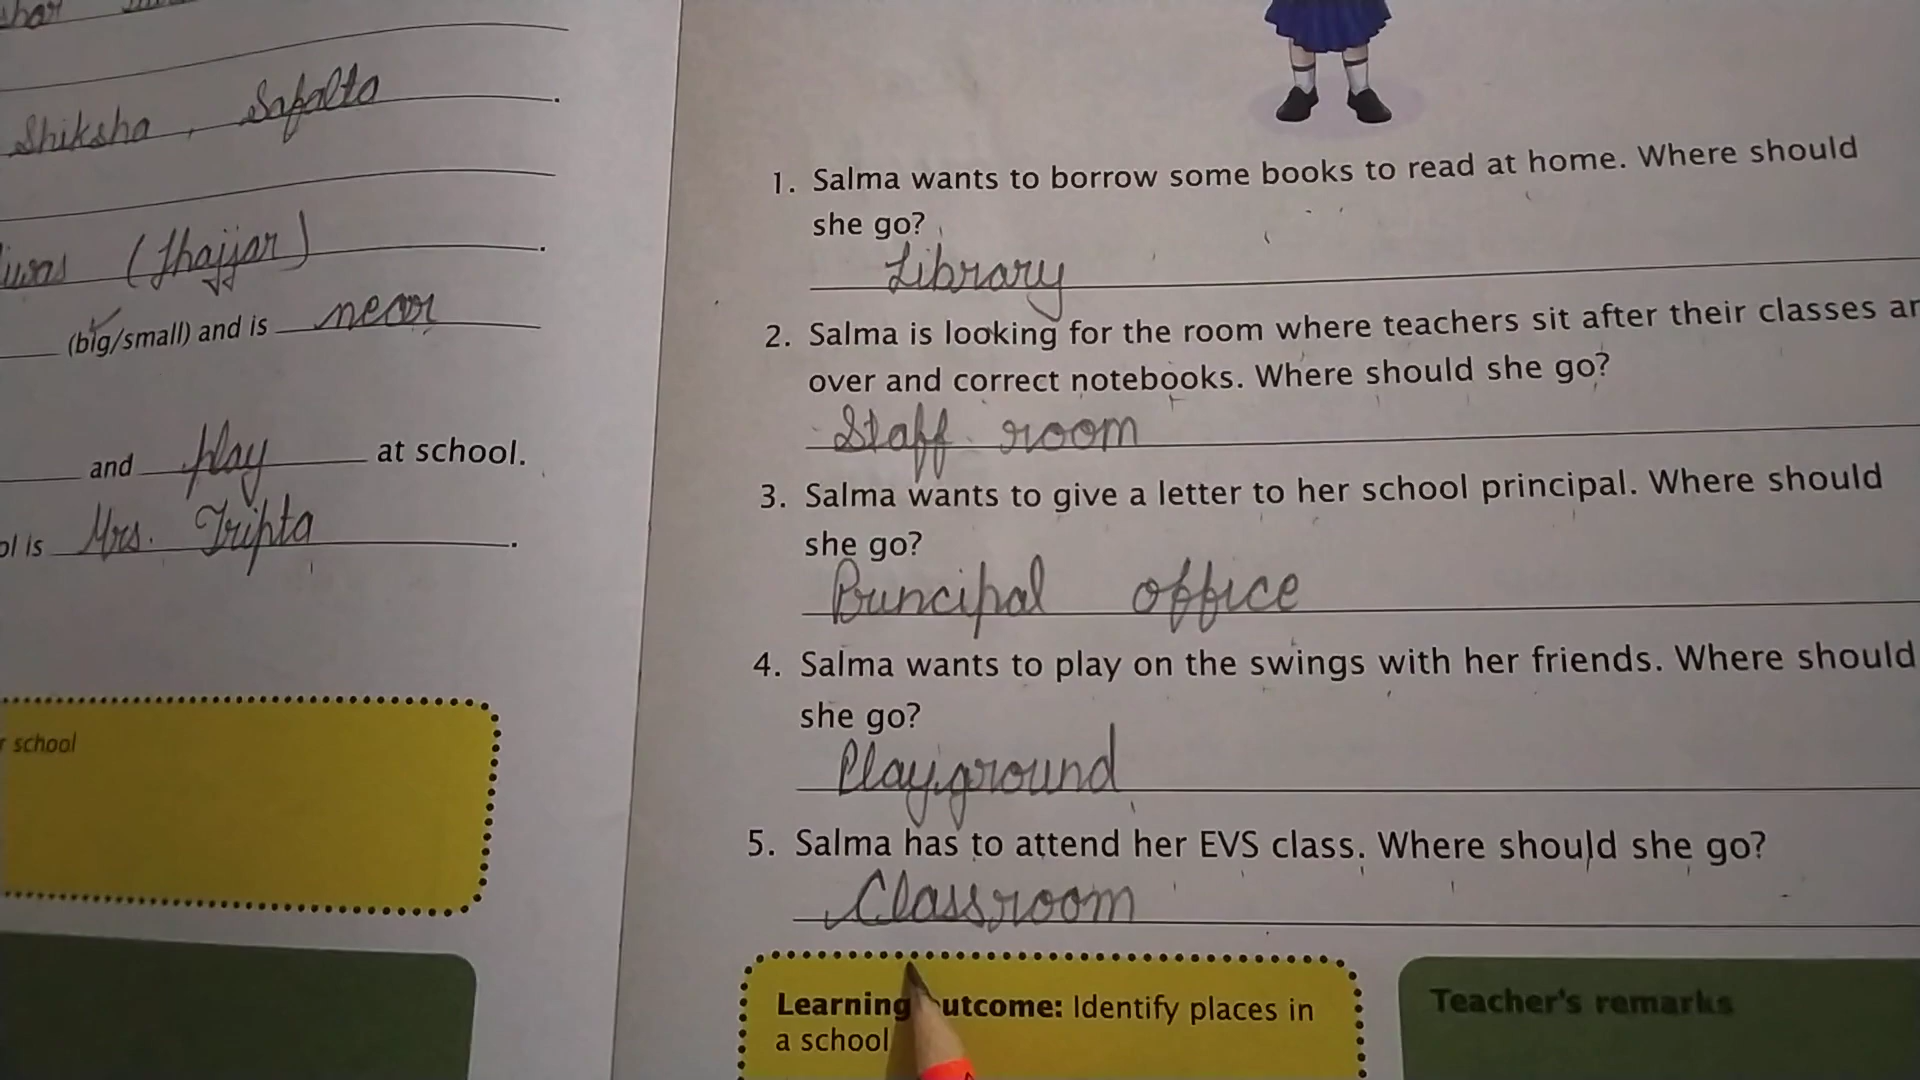 Shiksha, Safalta
(Jhajjar)
(big/small) and is near
and play at school.
is Mrs. Tripta.
school
1. Salma wants to borrow some books to read at home. Where should
she go?
Library
2. Salma is looking for the room where teachers sit after their classes
over and correct notebooks. Where should she go?
Staff room
3. Salma wants to give a letter to her school principal. Where should
she go?
Principal office
4. Salma wants to play on the swings with her friends. Where should
she go?
Playground
5. Salma has to attend her EVS class. Where should she go?
Classroom
Learning utcome: Identify places in
a school
Teacher's remarks